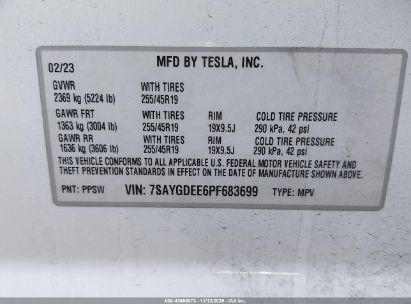 MFD BY TESLA, INC.
02/23
GVWR WITH TIRES
2369 kg (5224 lb) 255/45R19
GAWR FRT WITH TIRES RIM COLD TIRE PRESSURE
1363 kg (3004 lb) 255/45R19 19X9.5J 290 kPa, 42 psi
GAWR RR WITH TIRES RIM COLD TIRE PRESSURE
1636 kg (3606 lb) 255/45R19 19X9.5J 290 kPa, 42 psi
THIS VEHICLE CONFORMS TO ALL APPLICABLE U.S. FEDERAL MOTOR VEHICLE SAFETY AND
THEFT PREVENTION STANDARDS IN EFFECT ON THE DATE OF MANUFACTURE SHOWN ABOVE.
PNT: PPSW VIN: 7SAYGDEE6PF683699 TYPE: MPV